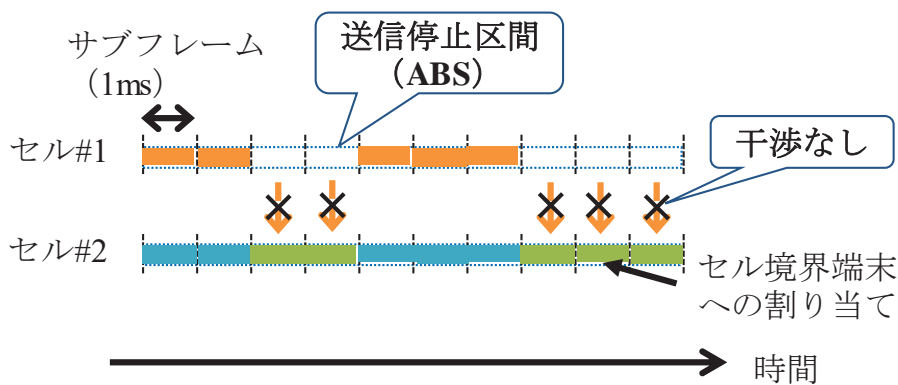 サブフレーム
（1ms）
送信停止区間
（ABS）
セル#1
干渉なし
セル#2
セル境界端末
への割り当て
時間